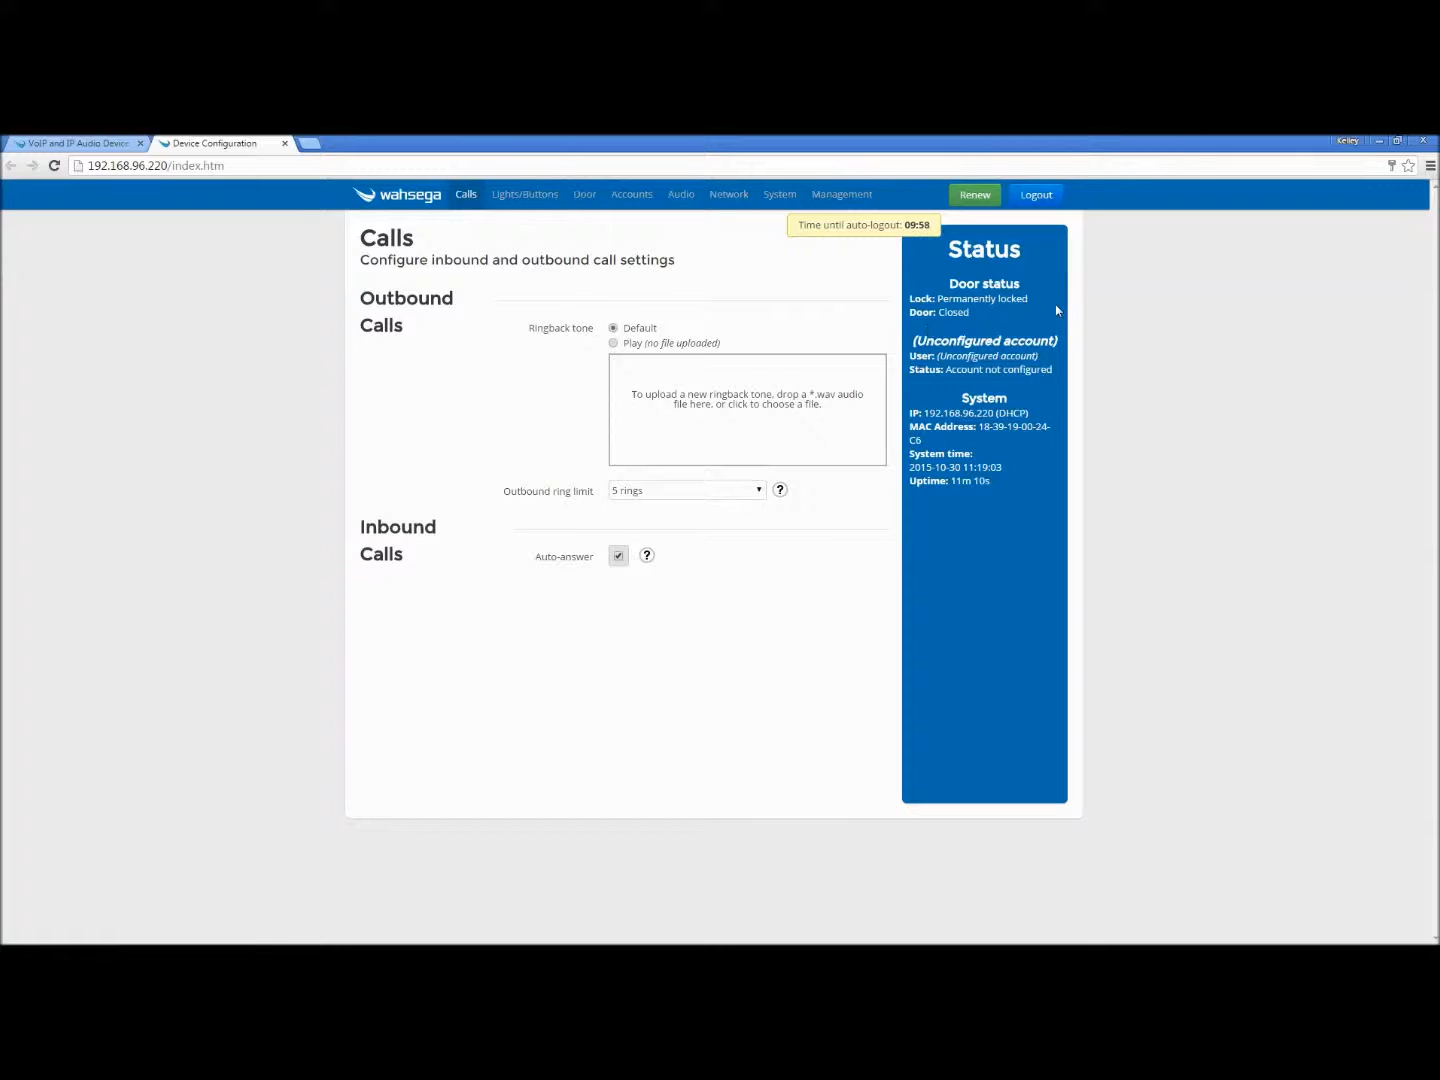 VoIP and IP Audio Device
Device Configuration
Kelley
192.168.96.220/index.htm
wahsega
Calls
Lights/Buttons
Door
Accounts
Audio
Network
System
Management
Renew
Logout
Time until auto-logout: 09:58
Calls
Configure inbound and outbound call settings
Outbound
Calls
Ringback tone
Default
Play (no file uploaded)
To upload a new ringback tone, drop a *.wav audio
file here, or click to choose a file.
Outbound ring limit
5 rings
?
Inbound
Calls
Auto-answer
?
Status
Door status
Lock: Permanently locked
Door: Closed
(Unconfigured account)
User: (Unconfigured account)
Status: Account not configured
System
IP: 192.168.96.220 (DHCP)
MAC Address: 18-39-19-00-24-
C6
System time:
2015-10-30 11:19:03
Uptime: 11m 10s